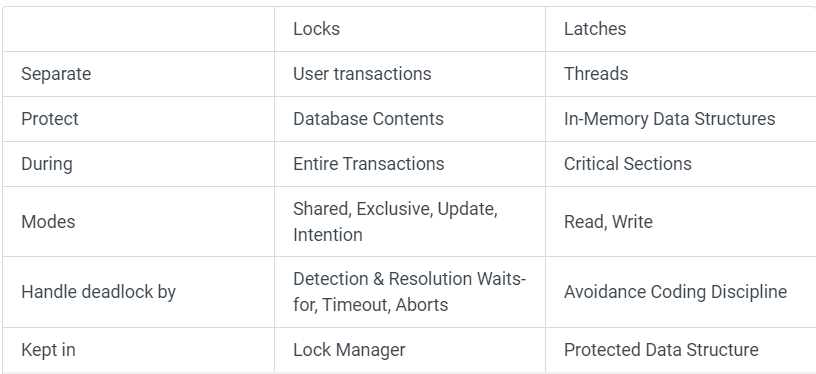 Locks Latches
Separate User transactions Threads
Protect Database Contents In-Memory Data Structures
During Entire Transactions Critical Sections
Modes Shared, Exclusive, Update, Read, Write
Intention
Handle deadlock by Detection & Resolution Waits- Avoidance Coding Discipline
for, Timeout, Aborts
Kept in Lock Manager Protected Data Structure